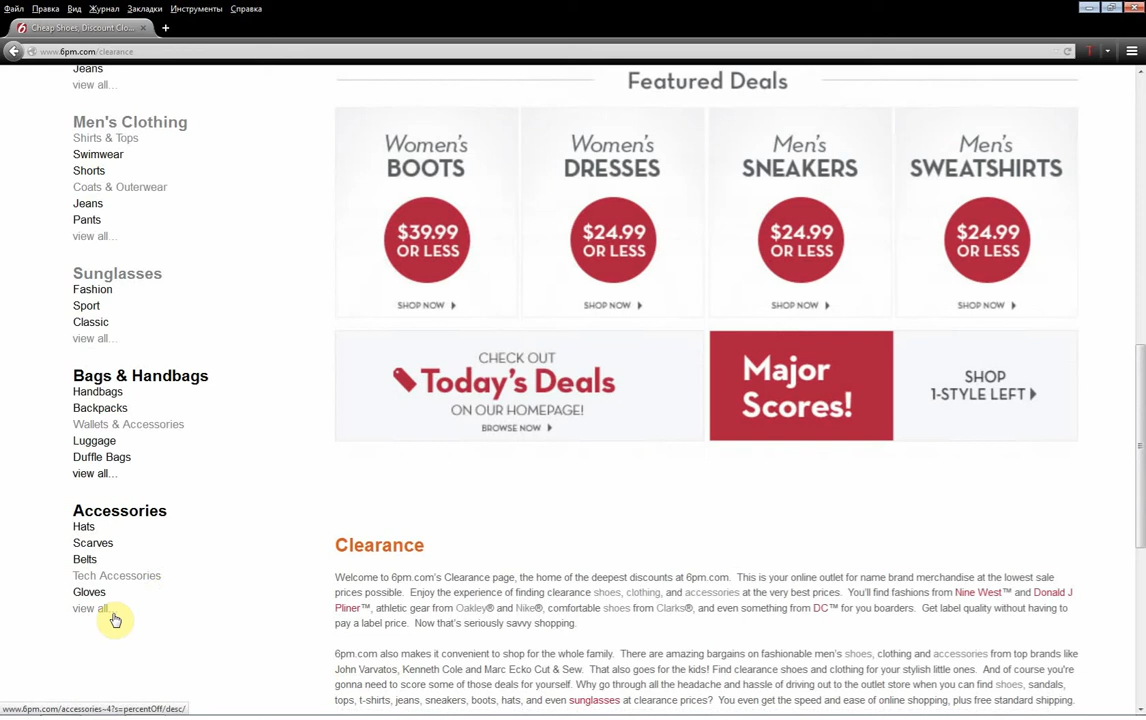 Файл Правка Вид Журнал Закладки Инструменты Справка
Cheap Shoes, Discount Clo...
www.6pm.com/clearance
Jeans
view all...
Men's Clothing
Shirts & Tops
Swimwear
Shorts
Coats & Outerwear
Jeans
Pants
view all...
Sunglasses
Fashion
Sport
Classic
view all...
Bags & Handbags
Handbags
Backpacks
Wallets & Accessories
Luggage
Duffle Bags
view all...
Accessories
Hats
Scarves
Belts
Tech Accessories
Gloves
view all...
Featured Deals
Women's
BOOTS
$39.99
OR LESS
SHOP NOW
Women's
DRESSES
$24.99
OR LESS
SHOP NOW
Men's
SNEAKERS
$24.99
OR LESS
SHOP NOW
Men's
SWEATSHIRTS
$24.99
OR LESS
SHOP NOW
CHECK OUT
Today's Deals
ON OUR HOMEPAGE!
BROWSE NOW
Major
Scores!
SHOP
1-STYLE LEFT
Clearance
Welcome to 6pm.com's Clearance page, the home of the deepest discounts at 6pm.com. This is your online outlet for name brand merchandise at the lowest sale
prices possible. Enjoy the experience of finding clearance shoes, clothing, and accessories at the very best prices. You'll find fashions from Nine West™ and Donald J
Pliner™, athletic gear from Oakley® and Nike®, comfortable shoes from Clarks®, and even something from DC™ for you boarders. Get label quality without having to
pay a label price. Now that's seriously savvy shopping.
6pm.com also makes it convenient to shop for the whole family. There are amazing bargains on fashionable men's shoes, clothing and accessories from top brands like
John Varvatos, Kenneth Cole and Marc Ecko Cut & Sew. That also goes for the kids! Find clearance shoes and clothing for your stylish little ones. And of course you're
gonna need to score some of those deals for yourself. Why go through all the headache and hassle of driving out to the outlet store when you can find shoes, sandals,
tops, t-shirts, jeans, sneakers, boots, hats, and even sunglasses at clearance prices? You even get the speed and ease of online shopping, plus free standard shipping.
www.6pm.com/accessories~4?s=percentOff/desc/